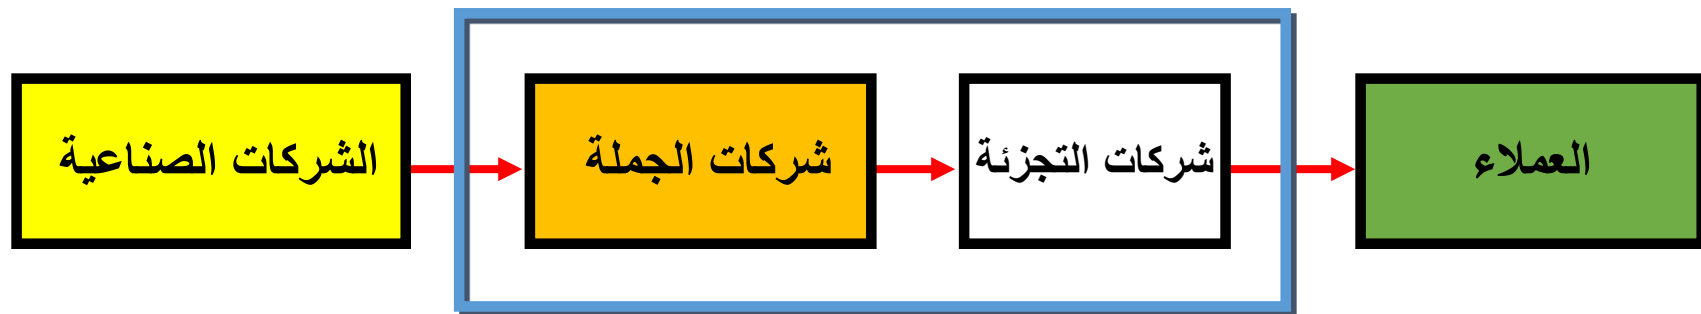 الشركات الصناعية
شركات الجملة
شركات التجزئة
العملاء